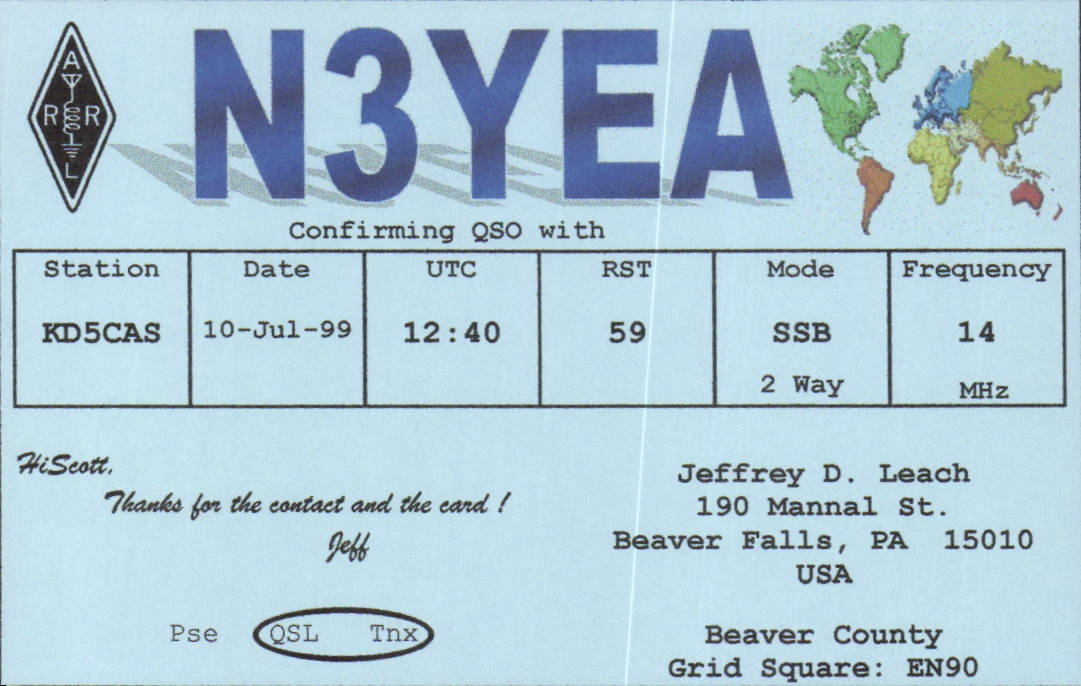 N3YEA
A
R R
L
Confirming QSO with
Station Date UTC RST Mode Frequency
KD5CAS 10-Jul-99 12:40 59 SSB 14
2 Way MHz
HiScott,
Thanks for the contact and the card !
Jeff
Pse QSL Tnx
Jeffrey D. Leach
190 Mannal St.
Beaver Falls, PA 15010
USA
Beaver County
Grid Square: EN90